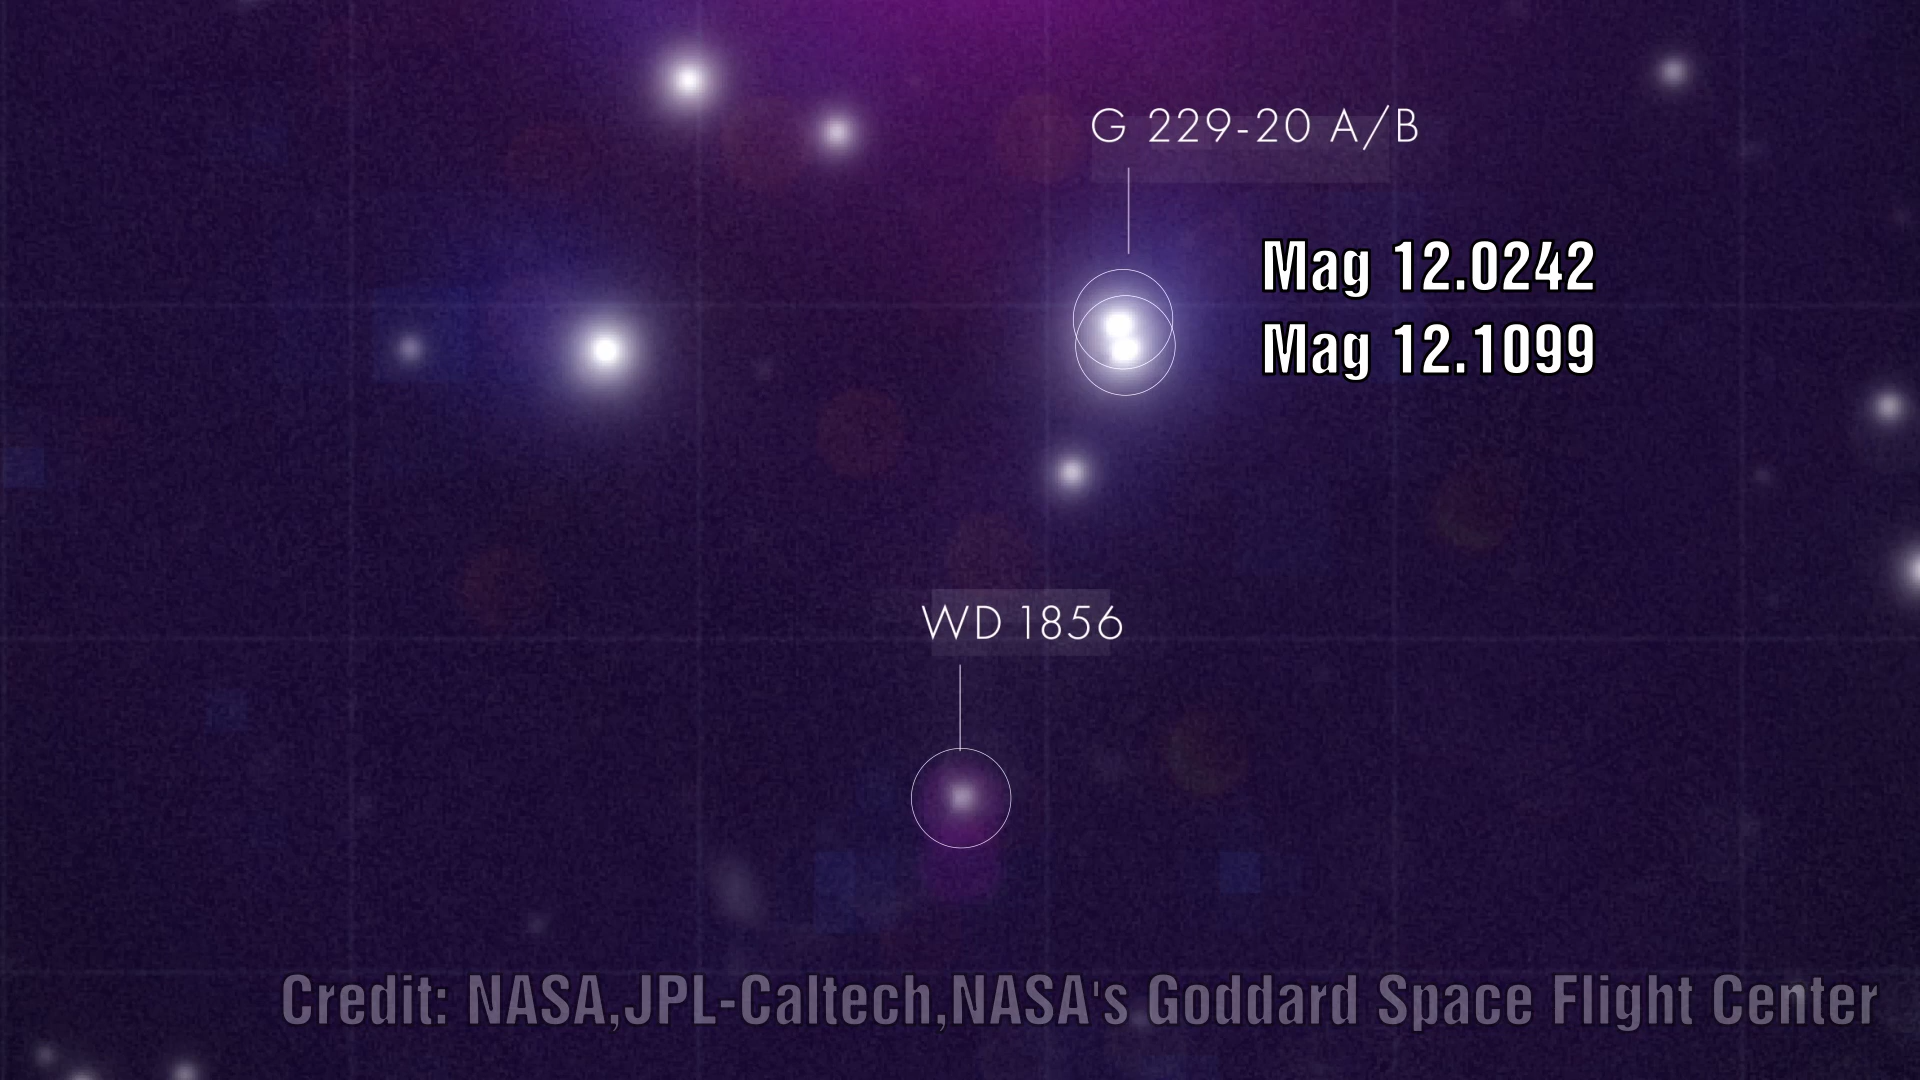 G 229-20 A/B
Mag 12.0242
Mag 12.1099
WD 1856
Credit: NASA,JPL-Caltech,NASA's Goddard Space Flight Center